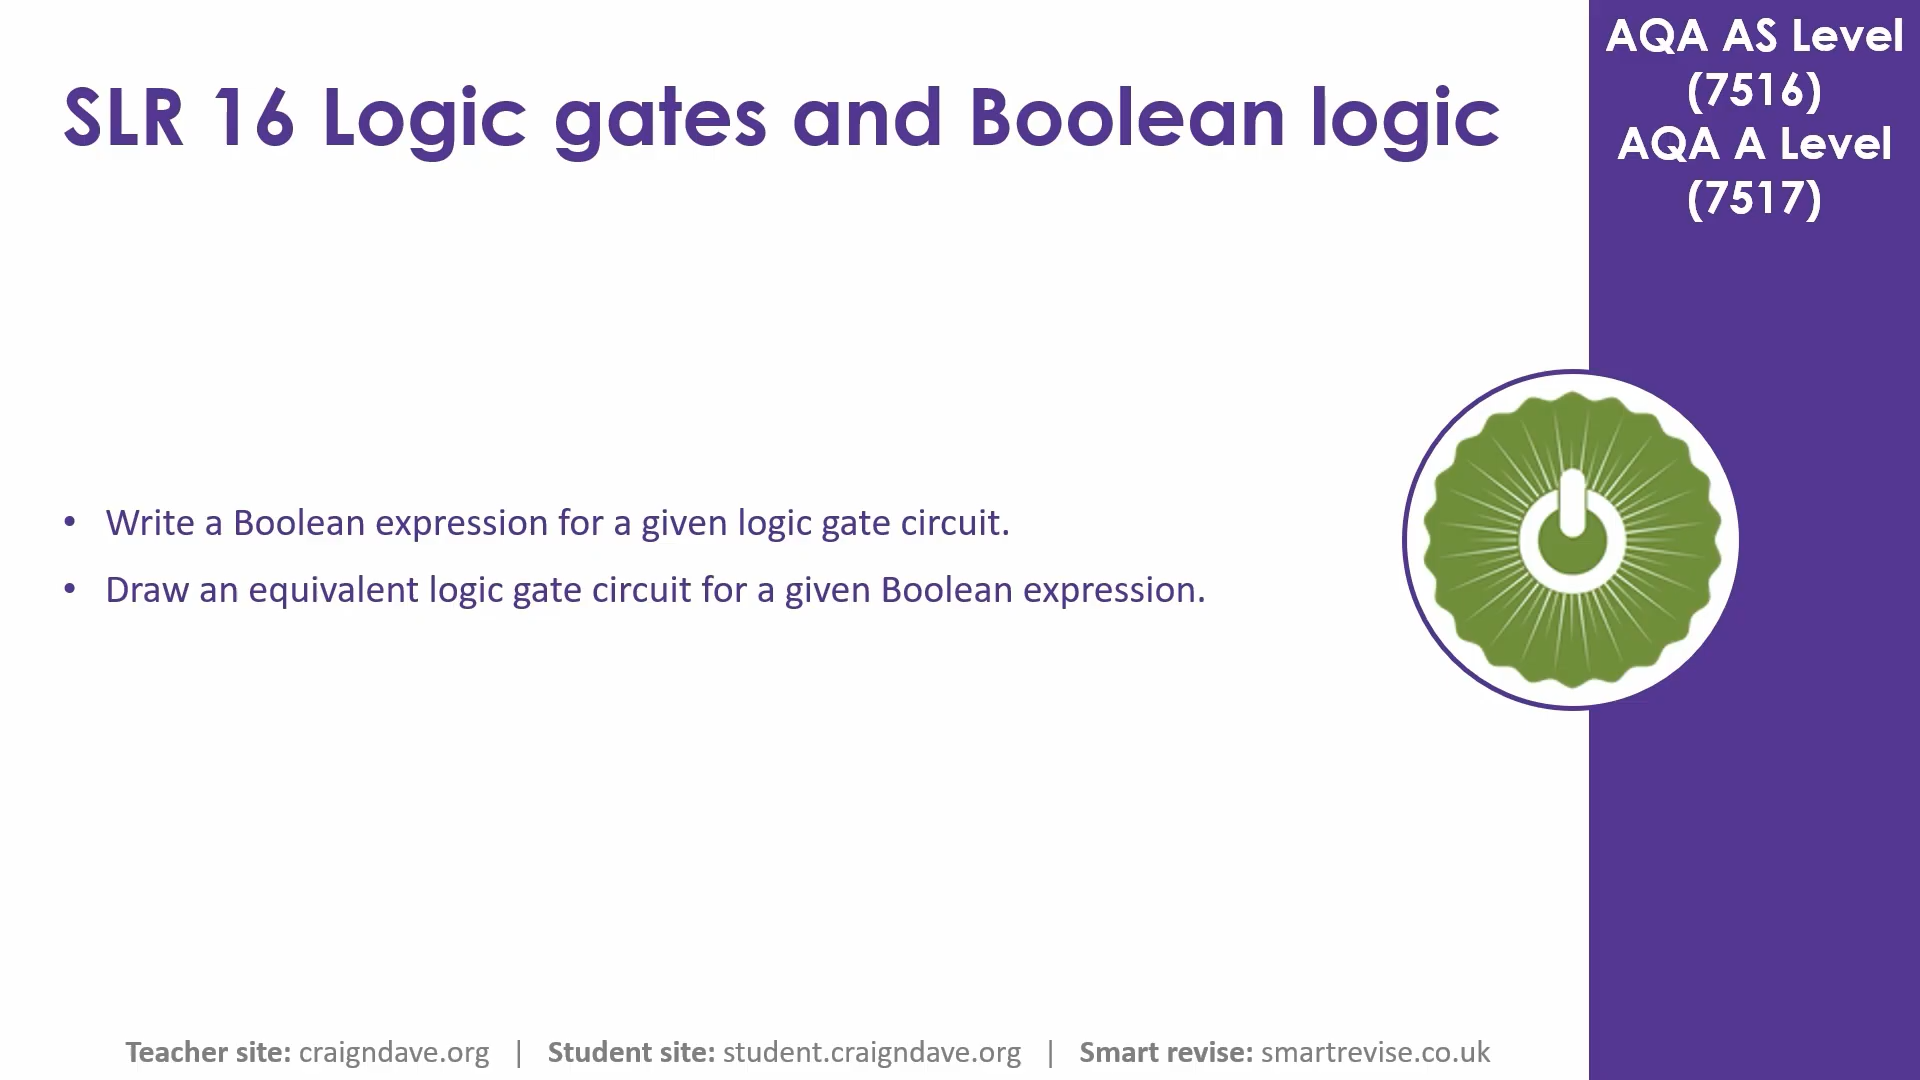 SLR 16 Logic gates and Boolean logic
AQA AS Level
(7516)
AQA A Level
(7517)
• Write a Boolean expression for a given logic gate circuit.
• Draw an equivalent logic gate circuit for a given Boolean expression.
Teacher site: craigndave.org | Student site: student.craigndave.org | Smart revise: smartrevise.co.uk